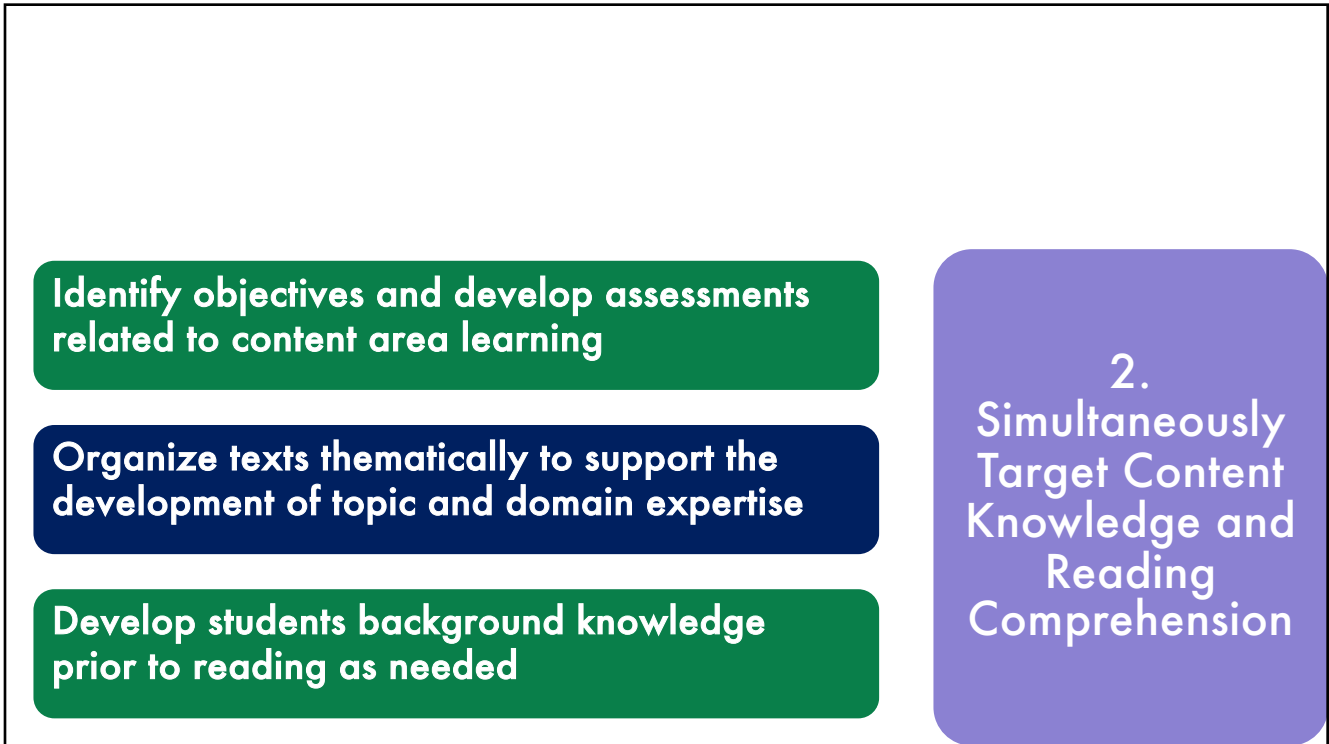 Identify objectives and develop assessments
related to content area learning
Organize texts thematically to support the
development of topic and domain expertise
Develop students background knowledge
prior to reading as needed
2.
Simultaneously
Target Content
Knowledge and
Reading
Comprehension